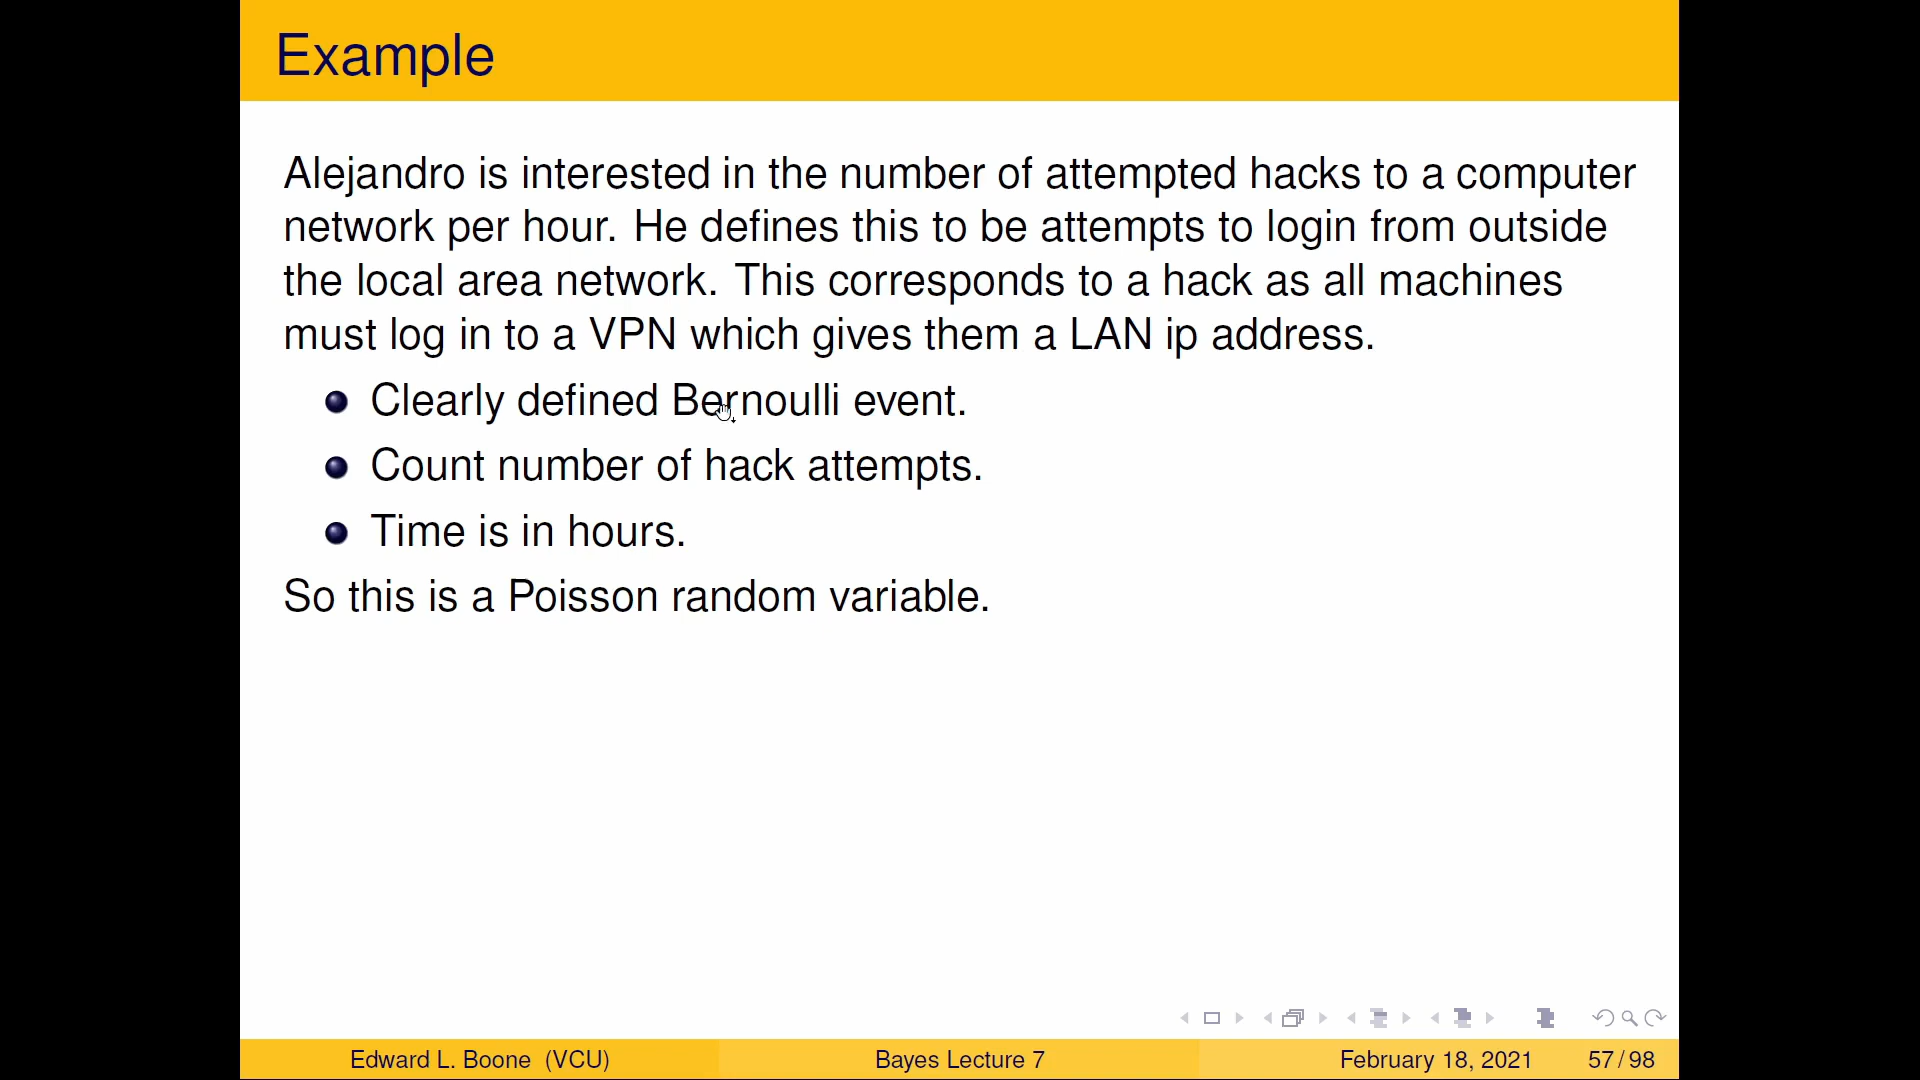 Example
Alejandro is interested in the number of attempted hacks to a computer
network per hour. He defines this to be attempts to login from outside
the local area network. This corresponds to a hack as all machines
must log in to a VPN which gives them a LAN ip address.
Clearly defined Bernoulli event.
Count number of hack attempts.
Time is in hours.
So this is a Poisson random variable.
Edward L. Boone (VCU) Bayes Lecture 7 February 18, 2021 57 / 98